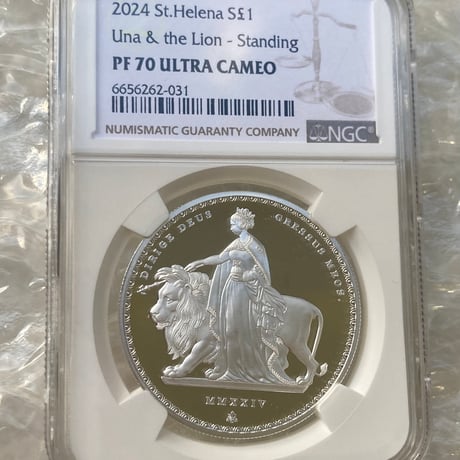 2024 St.Helena S£1
Una & the Lion - Standing
PF 70 ULTRA CAMEO
6656262-031
NUMISMATIC GUARANTY COMPANY
NGC
DIRIGE DEUS GRESSUS MEOS.
MMXXIV